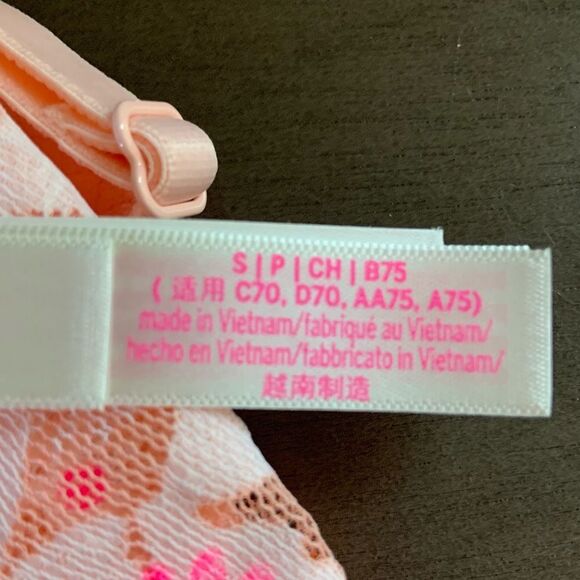 S | P | CH | B75
( 适用 C70, D70, AA75, A75)
made in Vietnam/fabriqué au Vietnam/
hecho en Vietnam/fabbricato in Vietnam/
越南制造